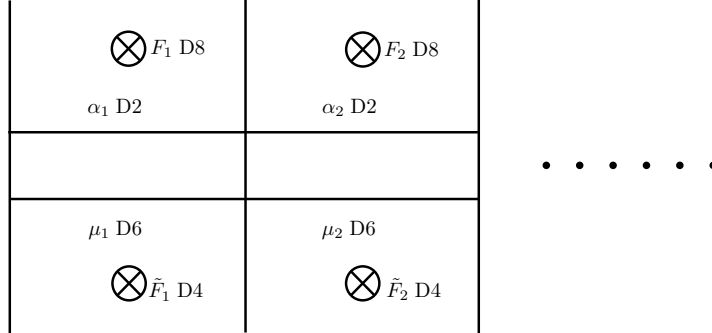 F₁ D8 F₂ D8
α₁ D2 α₂ D2
μ₁ D6 μ₂ D6
F̃₁ D4 F̃₂ D4